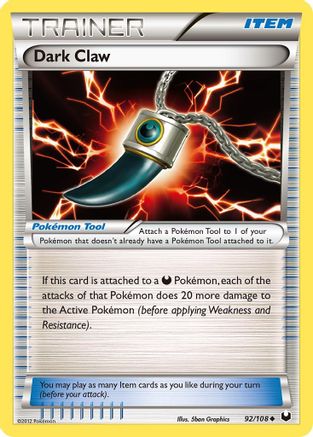 TRAINER ITEM
Dark Claw
Pokémon Tool
Attach a Pokémon Tool to 1 of your
Pokémon that doesn't already have a Pokémon Tool attached to it.
If this card is attached to a Pokémon, each of the
attacks of that Pokémon does 20 more damage to
the Active Pokémon (before applying Weakness and
Resistance).
You may play as many Item cards as you like during your turn
(before your attack).
©2012 Pokémon
Illus. 5ban Graphics
92/108